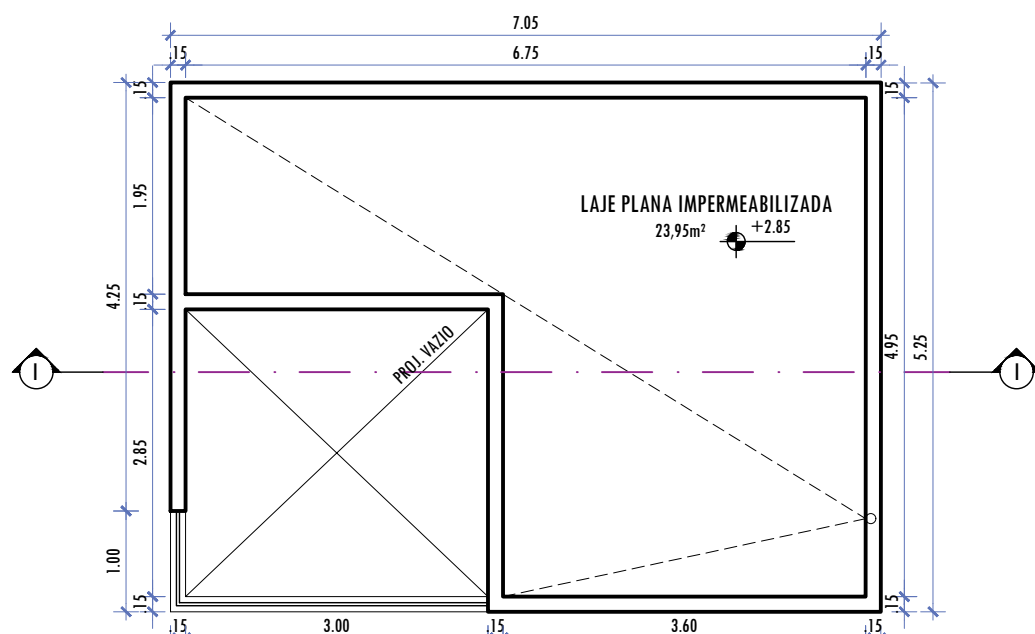 7.05
.15 6.75 .15
.15 .15
1.95
LAJE PLANA IMPERMEABILIZADA
23,95m² +2.85
4.25 .15
PROJ. VAZIO
4.95 5.25
I I
2.85
1.00
.15 .15
.15 3.00 .15 3.60 .15